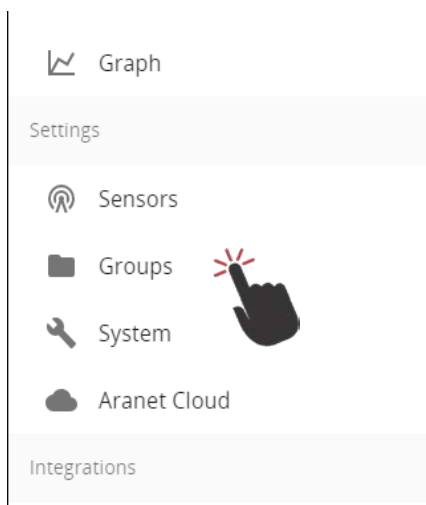 Graph
Settings
Sensors
Groups
System
Aranet Cloud
Integrations